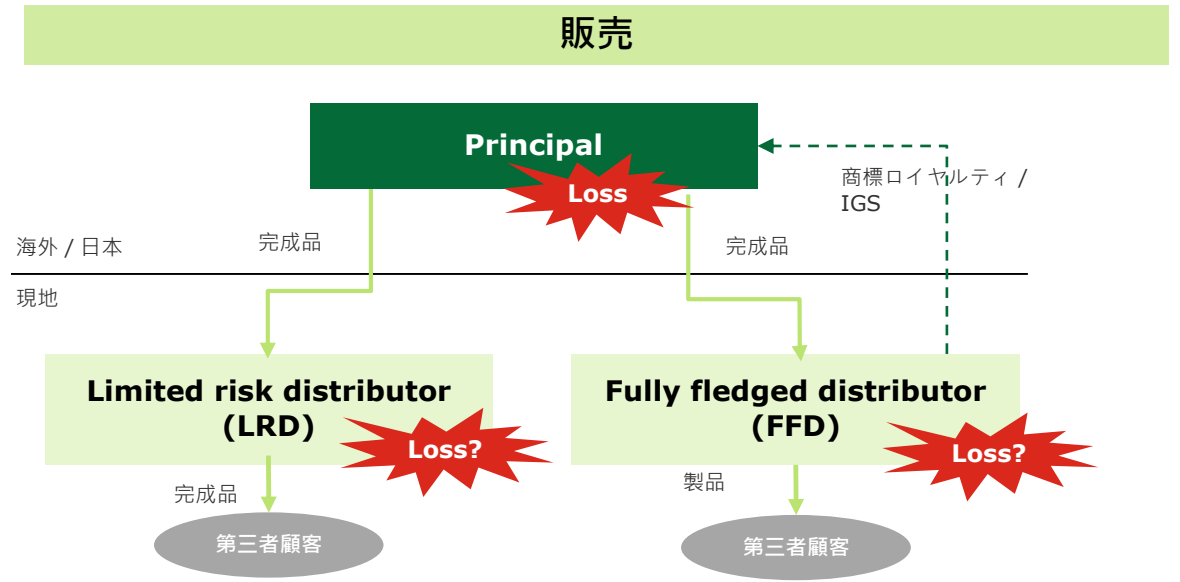 販売
Principal
Loss
商標ロイヤルティ /
IGS
海外 / 日本
完成品
完成品
現地
Limited risk distributor
(LRD)
Loss?
Fully fledged distributor
(FFD)
Loss?
完成品
製品
第三者顧客
第三者顧客